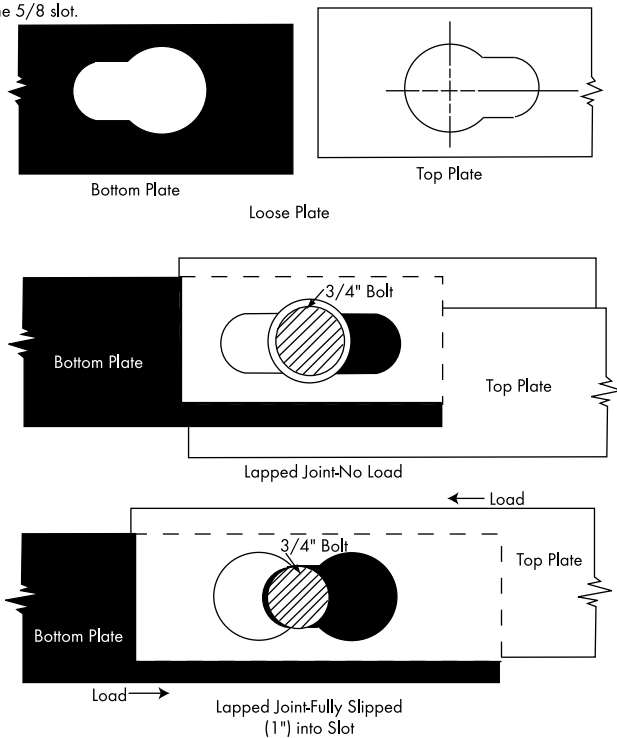 5/8 slot.
Bottom Plate
Top Plate
Loose Plate
3/4" Bolt
Bottom Plate
Top Plate
Lapped Joint-No Load
Load
3/4" Bolt
Top Plate
Bottom Plate
Load
Lapped Joint-Fully Slipped
(1") into Slot